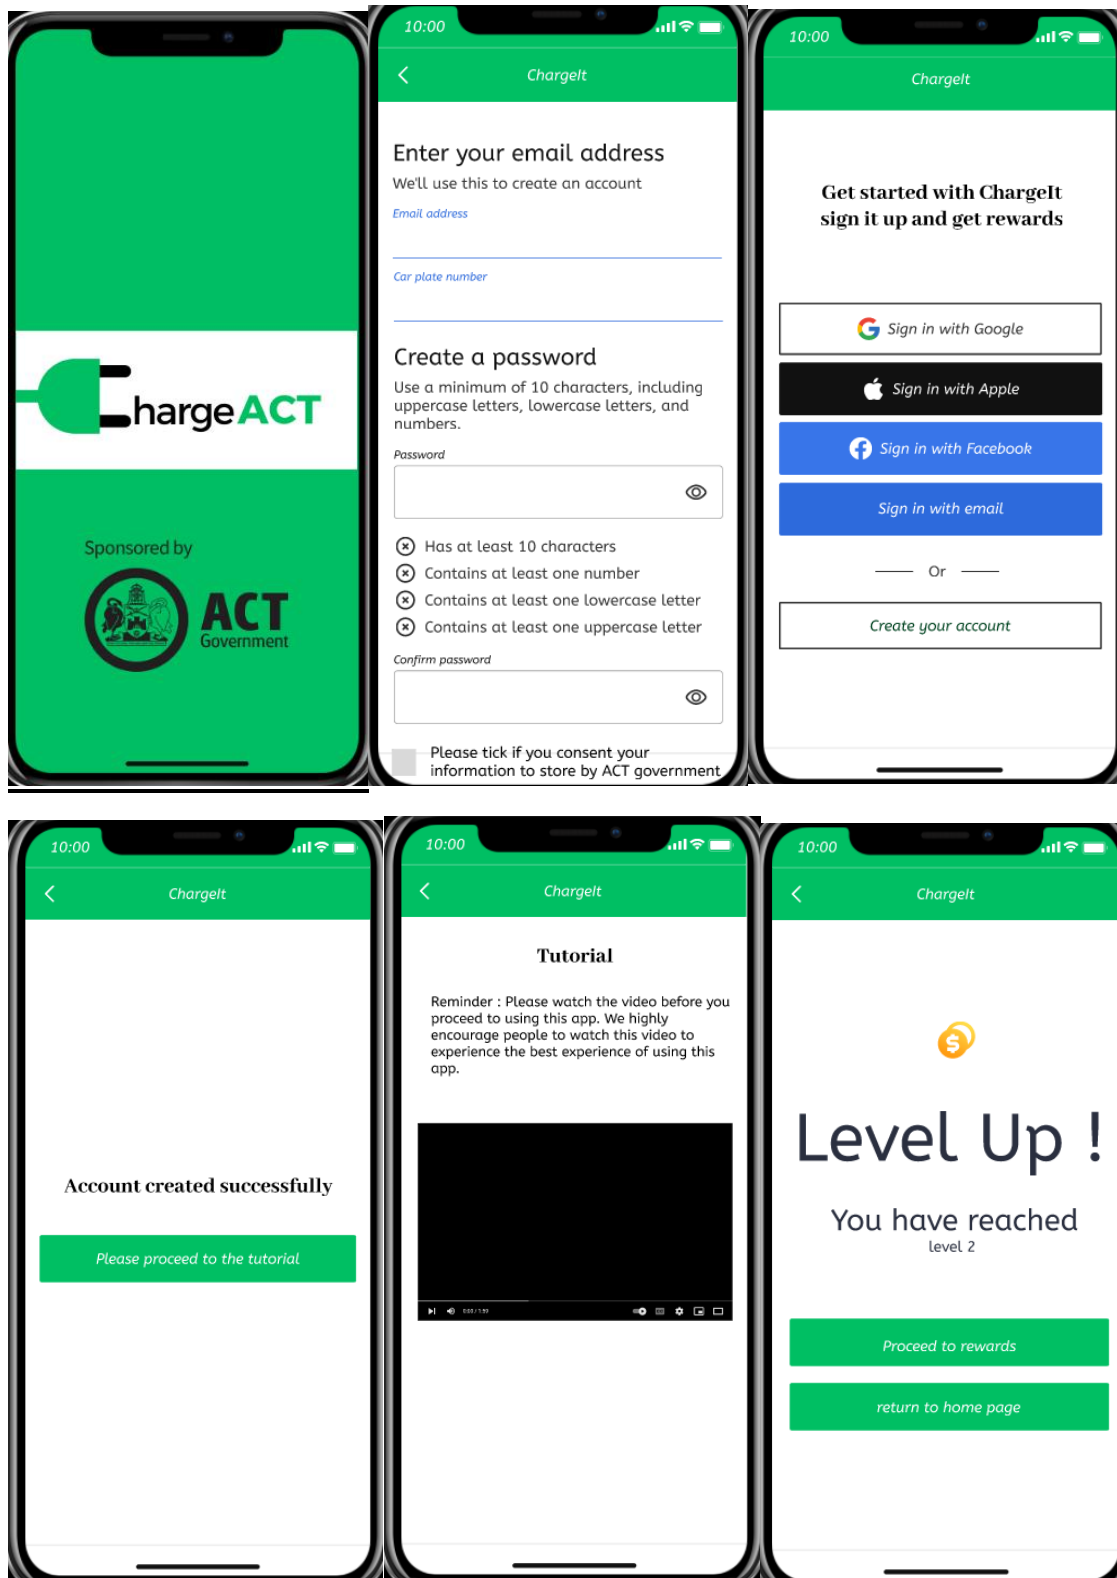 ChargeACT
Sponsored by
ACT
Government
10:00
ChargeIt
Enter your email address
We'll use this to create an account
Email address
Car plate number
Create a password
Use a minimum of 10 characters, including
uppercase letters, lowercase letters, and
numbers.
Password
Has at least 10 characters
Contains at least one number
Contains at least one lowercase letter
Contains at least one uppercase letter
Confirm password
Please tick if you consent your
information to store by ACT government
10:00
ChargeIt
Get started with ChargeIt
sign it up and get rewards
Sign in with Google
Sign in with Apple
Sign in with Facebook
Sign in with email
Or
Create your account
10:00
ChargeIt
Account created successfully
Please proceed to the tutorial
10:00
ChargeIt
Tutorial
Reminder : Please watch the video before you
proceed to using this app. We highly
encourage people to watch this video to
experience the best experience of using this
app.
0:00 / 1:59
10:00
ChargeIt
Level Up !
You have reached
level 2
Proceed to rewards
return to home page